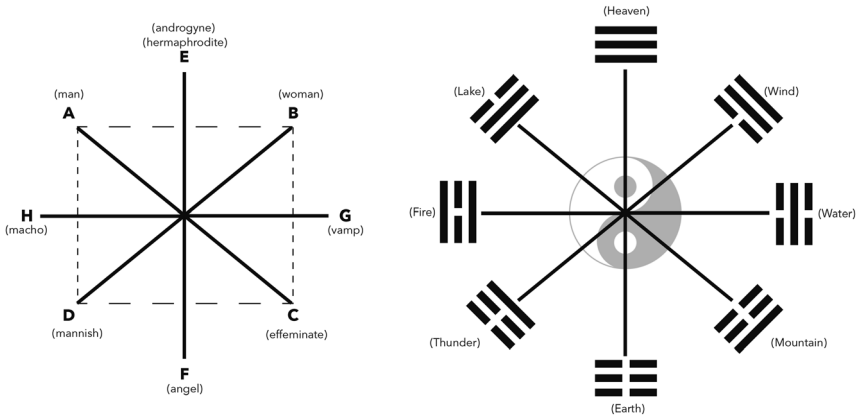 (androgyne)
(hermaphrodite)
E
(man)
A
(woman)
B
H
(macho)
G
(vamp)
D
(mannish)
C
(effeminate)
F
(angel)
(Heaven)
(Lake)
(Wind)
(Fire)
(Water)
(Thunder)
(Mountain)
(Earth)